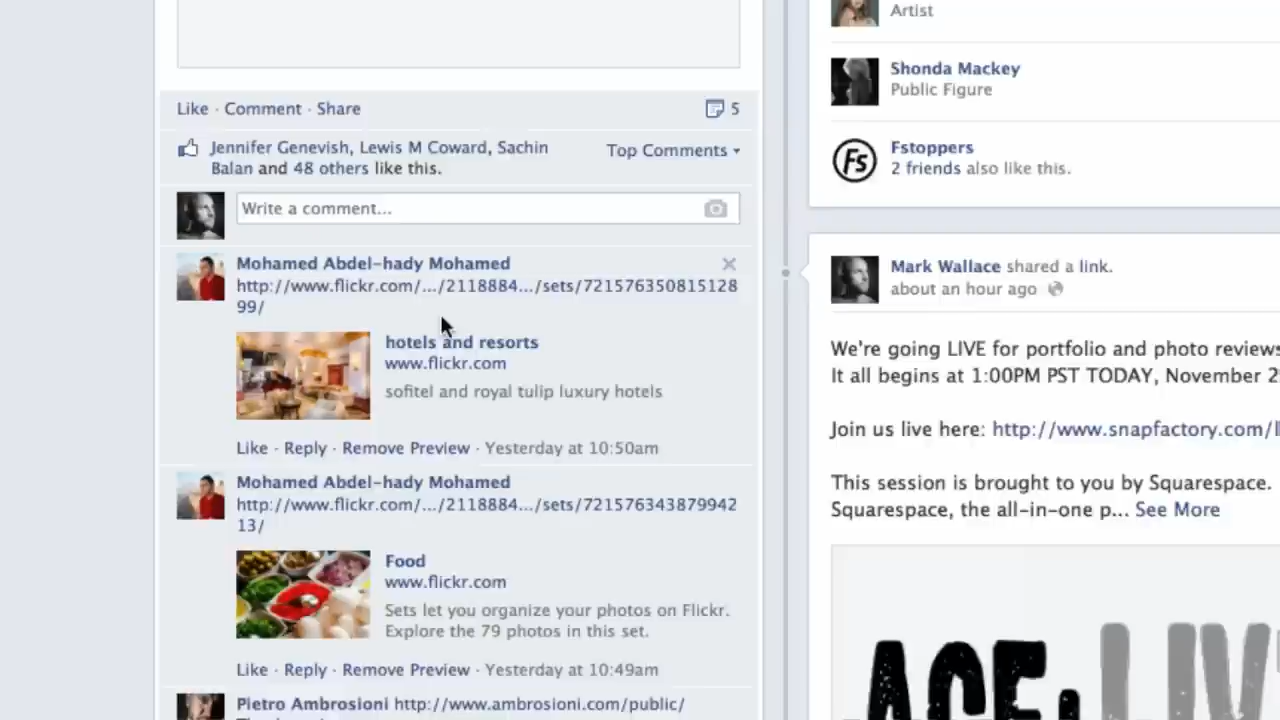 Like · Comment · Share
5
Jennifer Genevish, Lewis M Coward, Sachin
Balan and 48 others like this.
Top Comments
Write a comment...
Mohamed Abdel-hady Mohamed
http://www.flickr.com/.../2118884.../sets/721576350815128
99/
hotels and resorts
www.flickr.com
sofitel and royal tulip luxury hotels
Like · Reply · Remove Preview · Yesterday at 10:50am
Mohamed Abdel-hady Mohamed
http://www.flickr.com/.../2118884.../sets/721576343879942
13/
Food
www.flickr.com
Sets let you organize your photos on Flickr.
Explore the 79 photos in this set.
Like · Reply · Remove Preview · Yesterday at 10:49am
Pietro Ambrosioni http://www.ambrosioni.com/public/
Artist
Shonda Mackey
Public Figure
Fs
Fstoppers
2 friends also like this.
Mark Wallace shared a link.
about an hour ago
We're going LIVE for portfolio and photo reviews
It all begins at 1:00PM PST TODAY, November 2
Join us live here: http://www.snapfactory.com/l
This session is brought to you by Squarespace.
Squarespace, the all-in-one p... See More